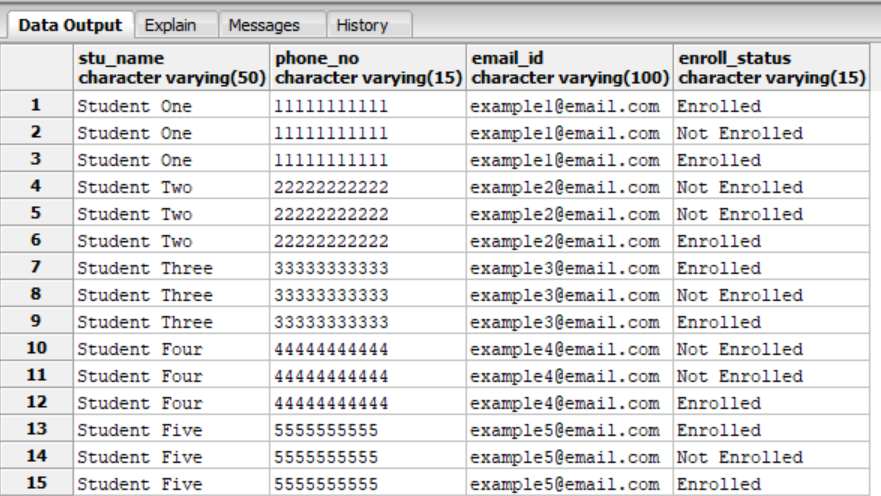 Data Output Explain Messages History
stu_name phone_no email_id enroll_status
character varying(50) character varying(15) character varying(100) character varying(15)
1 Student One 11111111111 example1@email.com Enrolled
2 Student One 11111111111 example1@email.com Not Enrolled
3 Student One 11111111111 example1@email.com Enrolled
4 Student Two 22222222222 example2@email.com Not Enrolled
5 Student Two 22222222222 example2@email.com Not Enrolled
6 Student Two 22222222222 example2@email.com Enrolled
7 Student Three 33333333333 example3@email.com Enrolled
8 Student Three 33333333333 example3@email.com Not Enrolled
9 Student Three 33333333333 example3@email.com Enrolled
10 Student Four 44444444444 example4@email.com Not Enrolled
11 Student Four 44444444444 example4@email.com Not Enrolled
12 Student Four 44444444444 example4@email.com Enrolled
13 Student Five 5555555555 example5@email.com Enrolled
14 Student Five 5555555555 example5@email.com Not Enrolled
15 Student Five 5555555555 example5@email.com Enrolled